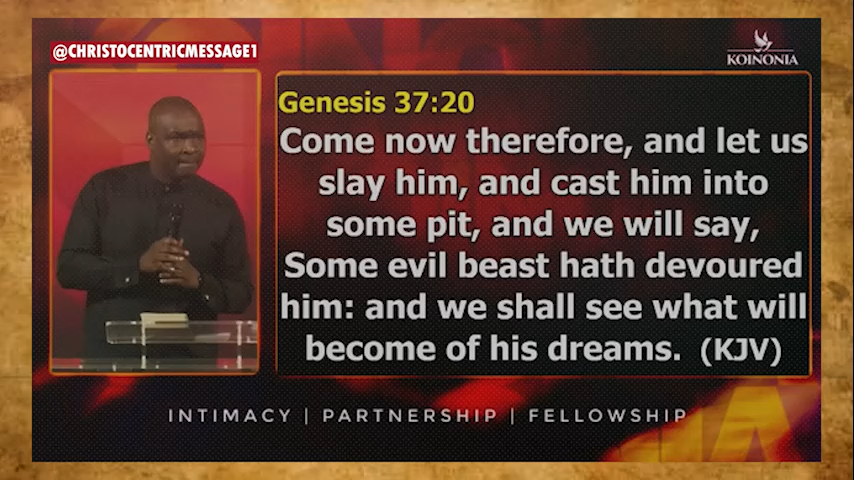 @CHRISTOCENTRICMESSAGE1
KOINONIA
Genesis 37:20
Come now therefore, and let us
slay him, and cast him into
some pit, and we will say,
Some evil beast hath devoured
him: and we shall see what will
become of his dreams. (KJV)
INTIMACY | PARTNERSHIP | FELLOWSHIP